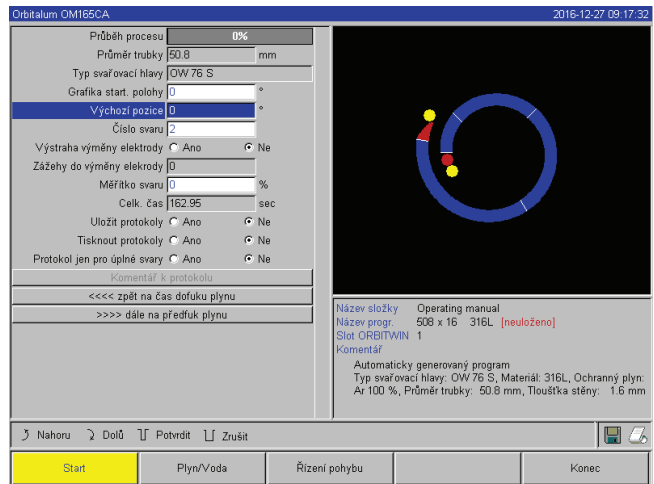 Orbitalum OM165CA 2016-12-27 09:17:32
Průběh procesu 0%
Průměr trubky 50.8 mm
Typ svařovací hlavy OW 76 S
Grafika start. polohy 0 °
Výchozí pozice 0 °
Číslo svaru 2
Výstraha výměny elektrody Ano Ne
Zážehy do výměny elekrody 0
Měřítko svaru 0 %
Celk. čas 162.95 sec
Uložit protokoly Ano Ne
Tisknout protokoly Ano Ne
Protokol jen pro úplné svary Ano Ne
Komentář k protokolu
<<<< zpět na čas dofuku plynu
>>>> dále na předfuk plynu
Název složky Operating manual
Název progr. 508 x 16 316L [neuloženo]
Slot ORBITWIN 1
Komentář
Automaticky generovaný program
Typ svařovací hlavy: OW 76 S, Materiál: 316L, Ochranný plyn:
Ar 100 %, Průměr trubky: 50.8 mm, Tloušťka stěny: 1.6 mm
Nahoru Dolů Potvrdit Zrušit
Start Plyn/Voda Řízení pohybu Konec